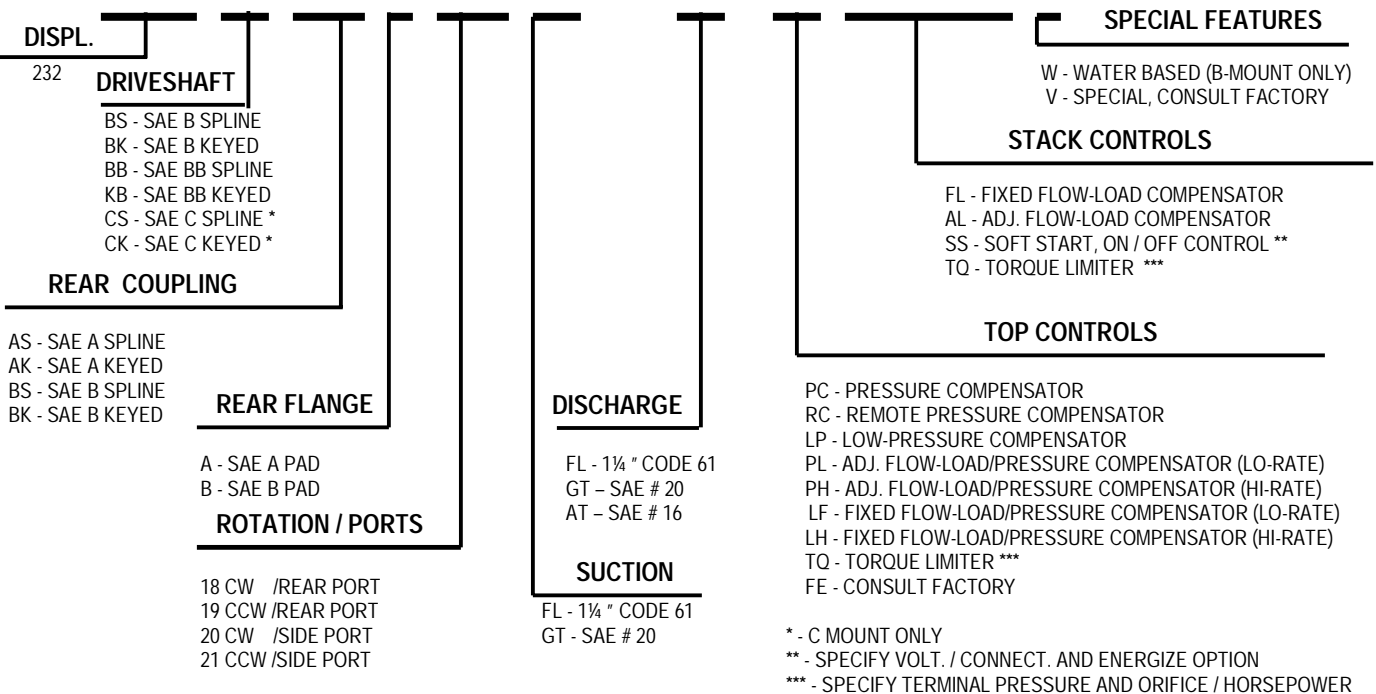 DISPL.
232
DRIVESHAFT
BS - SAE B SPLINE
BK - SAE B KEYED
BB - SAE BB SPLINE
KB - SAE BB KEYED
CS - SAE C SPLINE *
CK - SAE C KEYED *
REAR COUPLING
AS - SAE A SPLINE
AK - SAE A KEYED
BS - SAE B SPLINE
BK - SAE B KEYED
REAR FLANGE
A - SAE A PAD
B - SAE B PAD
ROTATION / PORTS
18 CW /REAR PORT
19 CCW /REAR PORT
20 CW /SIDE PORT
21 CCW /SIDE PORT
DISCHARGE
FL - 1¼ " CODE 61
GT – SAE # 20
AT – SAE # 16
SUCTION
FL - 1¼ " CODE 61
GT - SAE # 20
SPECIAL FEATURES
W - WATER BASED (B-MOUNT ONLY)
V - SPECIAL, CONSULT FACTORY
STACK CONTROLS
FL - FIXED FLOW-LOAD COMPENSATOR
AL - ADJ. FLOW-LOAD COMPENSATOR
SS - SOFT START, ON / OFF CONTROL **
TQ - TORQUE LIMITER ***
TOP CONTROLS
PC - PRESSURE COMPENSATOR
RC - REMOTE PRESSURE COMPENSATOR
LP - LOW-PRESSURE COMPENSATOR
PL - ADJ. FLOW-LOAD/PRESSURE COMPENSATOR (LO-RATE)
PH - ADJ. FLOW-LOAD/PRESSURE COMPENSATOR (HI-RATE)
LF - FIXED FLOW-LOAD/PRESSURE COMPENSATOR (LO-RATE)
LH - FIXED FLOW-LOAD/PRESSURE COMPENSATOR (HI-RATE)
TQ - TORQUE LIMITER ***
FE - CONSULT FACTORY
* - C MOUNT ONLY
** - SPECIFY VOLT. / CONNECT. AND ENERGIZE OPTION
*** - SPECIFY TERMINAL PRESSURE AND ORIFICE / HORSEPOWER